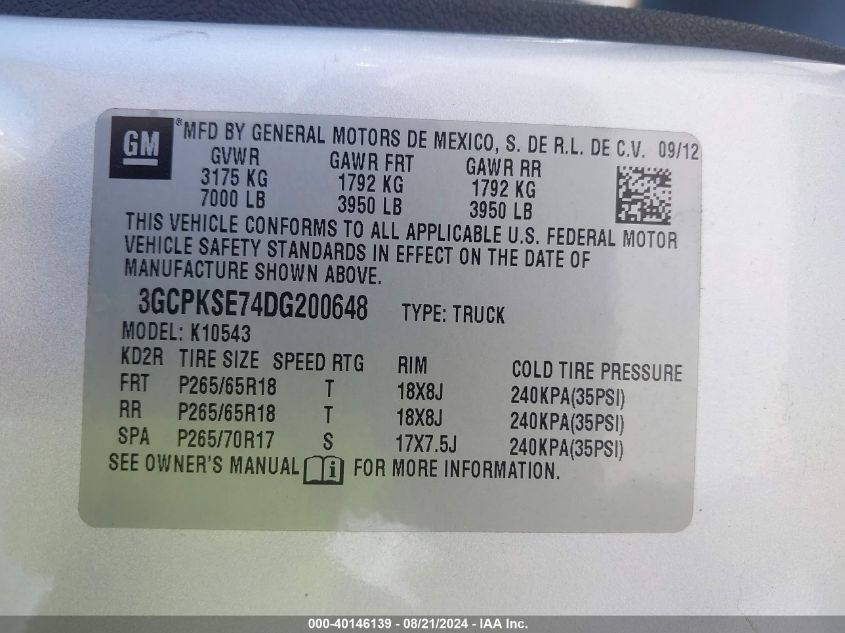 GM ®MFD BY GENERAL MOTORS DE MEXICO, S. DE R.L. DE C.V. 09/12
GVWR GAWR FRT GAWR RR
3175 KG 1792 KG 1792 KG
7000 LB 3950 LB 3950 LB
THIS VEHICLE CONFORMS TO ALL APPLICABLE U.S. FEDERAL MOTOR
VEHICLE SAFETY STANDARDS IN EFFECT ON THE DATE OF
MANUFACTURE SHOWN ABOVE.
3GCPKSE74DG200648 TYPE: TRUCK
MODEL: K10543
KD2R TIRE SIZE SPEED RTG RIM COLD TIRE PRESSURE
FRT P265/65R18 T 18X8J 240KPA(35PSI)
RR P265/65R18 T 18X8J 240KPA(35PSI)
SPA P265/70R17 S 17X7.5J 240KPA(35PSI)
SEE OWNER'S MANUAL FOR MORE INFORMATION.
000-40146139 - 08/21/2024 - IAA Inc.